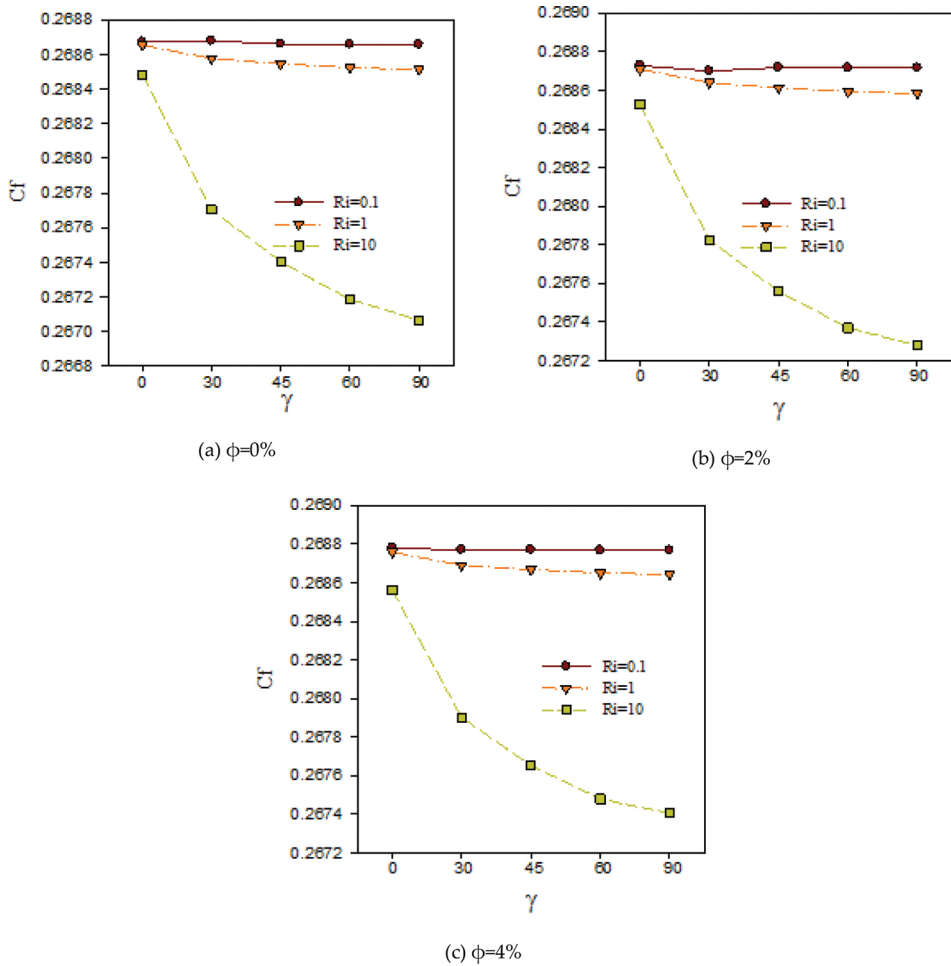 0.2688
0.2686
0.2684
0.2682
0.2680
0.2678
0.2676
0.2674
0.2672
0.2670
0.2668
Cf
Ri=0.1
Ri=1
Ri=10
0 30 45 60 90
γ
(a) ϕ=0%
0.2690
0.2688
0.2686
0.2684
0.2682
0.2680
0.2678
0.2676
0.2674
0.2672
Cf
Ri=0.1
Ri=1
Ri=10
0 30 45 60 90
γ
(b) ϕ=2%
0.2690
0.2688
0.2686
0.2684
0.2682
0.2680
0.2678
0.2676
0.2674
0.2672
Cf
Ri=0.1
Ri=1
Ri=10
0 30 45 60 90
γ
(c) ϕ=4%